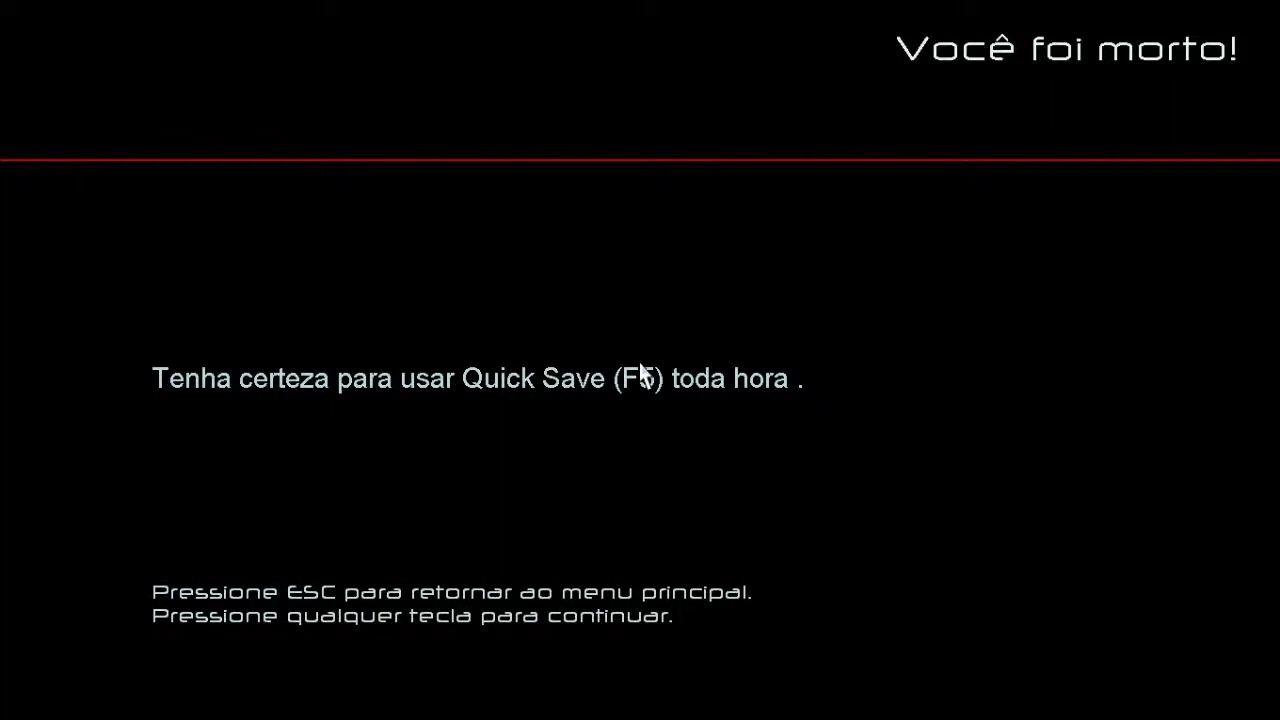 Você foi morto!
Tenha certeza para usar Quick Save (F5) toda hora .
Pressione ESC para retornar ao menu principal.
Pressione qualquer tecla para continuar.